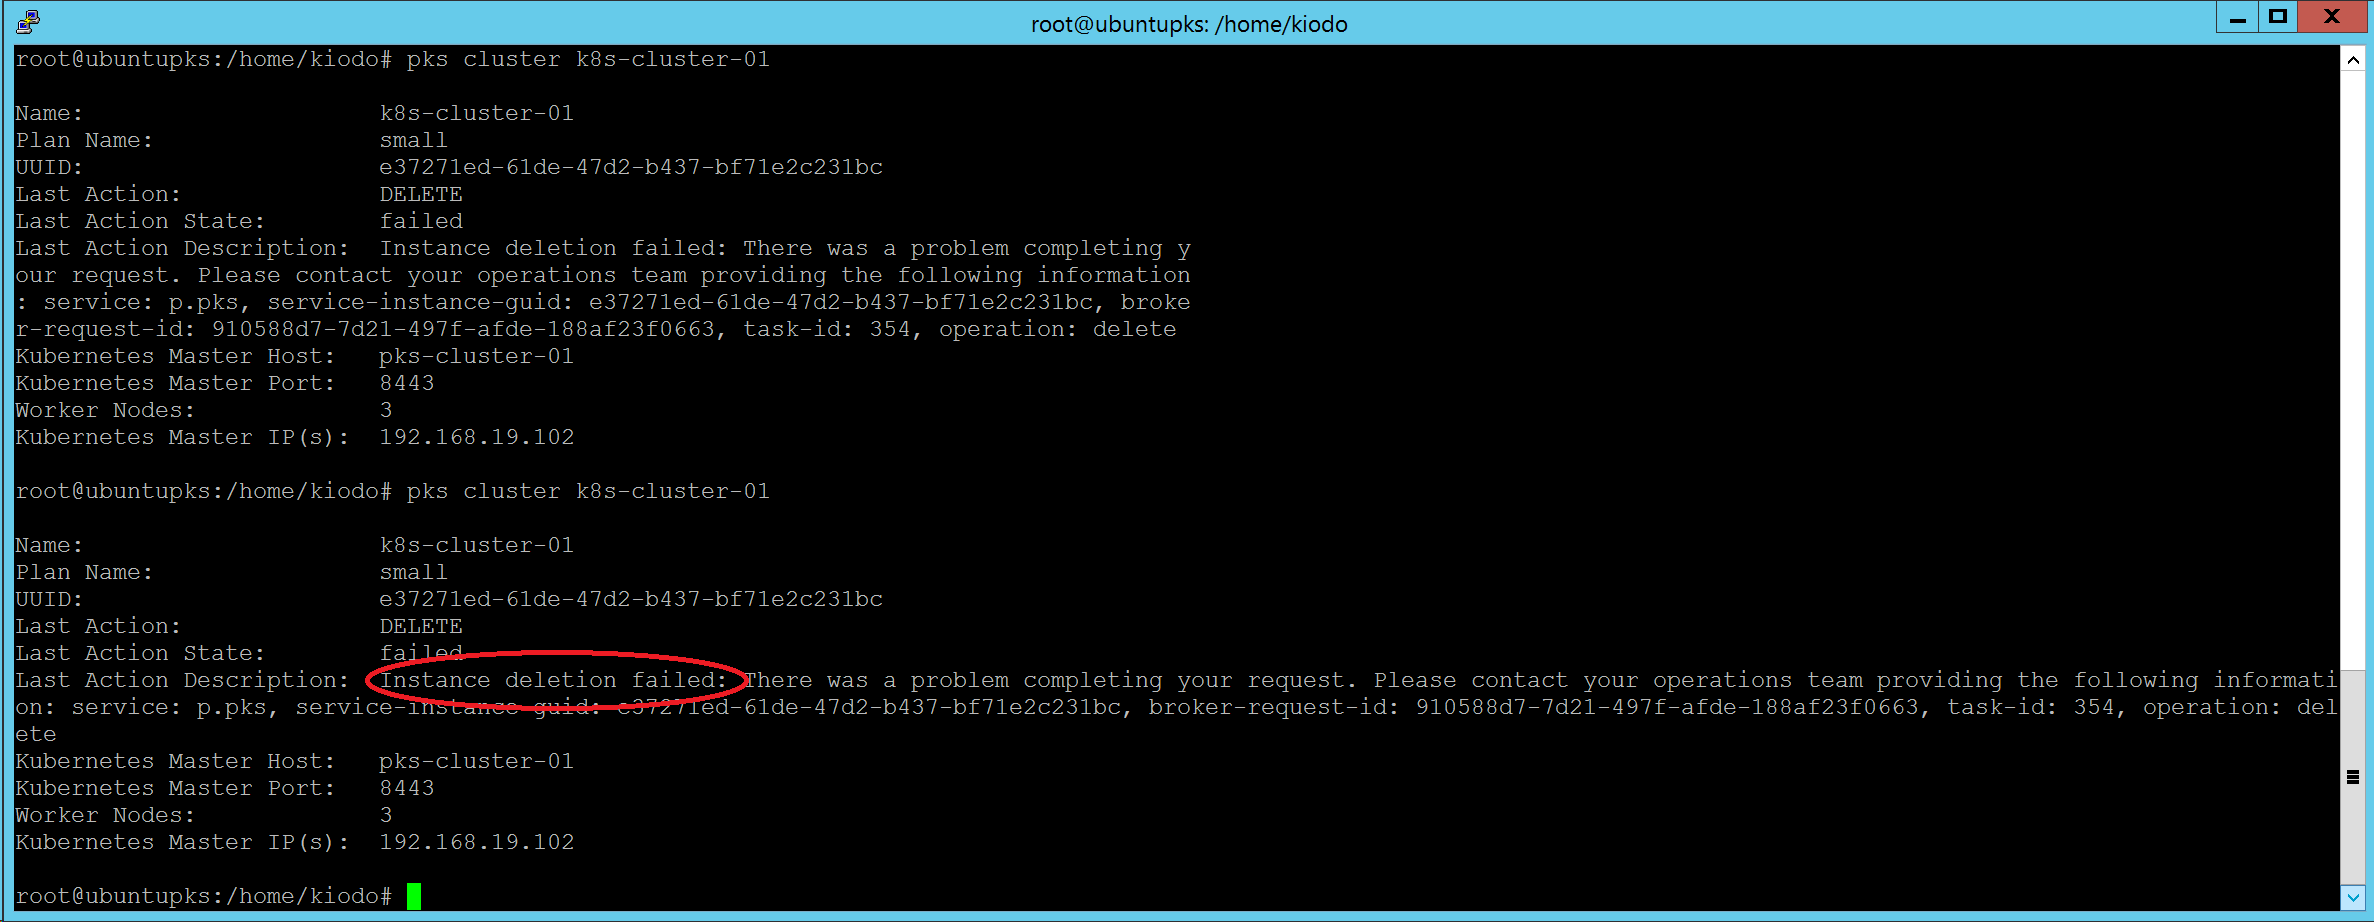 root@ubuntupks: /home/kiodo
root@ubuntupks:/home/kiodo# pks cluster k8s-cluster-01
Name:                     k8s-cluster-01
Plan Name:                small
UUID:                     e37271ed-61de-47d2-b437-bf71e2c231bc
Last Action:              DELETE
Last Action State:        failed
Last Action Description:  Instance deletion failed: There was a problem completing y
our request. Please contact your operations team providing the following information
: service: p.pks, service-instance-guid: e37271ed-61de-47d2-b437-bf71e2c231bc, broke
r-request-id: 910588d7-7d21-497f-afde-188af23f0663, task-id: 354, operation: delete
Kubernetes Master Host:   pks-cluster-01
Kubernetes Master Port:   8443
Worker Nodes:             3
Kubernetes Master IP(s):  192.168.19.102
root@ubuntupks:/home/kiodo# pks cluster k8s-cluster-01
Name:                     k8s-cluster-01
Plan Name:                small
UUID:                     e37271ed-61de-47d2-b437-bf71e2c231bc
Last Action:              DELETE
Last Action State:        failed
Last Action Description:  Instance deletion failed: There was a problem completing your request. Please contact your operations team providing the following informati
on: service: p.pks, service-instance-guid: e37271ed-61de-47d2-b437-bf71e2c231bc, broker-request-id: 910588d7-7d21-497f-afde-188af23f0663, task-id: 354, operation: del
ete
Kubernetes Master Host:   pks-cluster-01
Kubernetes Master Port:   8443
Worker Nodes:             3
Kubernetes Master IP(s):  192.168.19.102
root@ubuntupks:/home/kiodo#